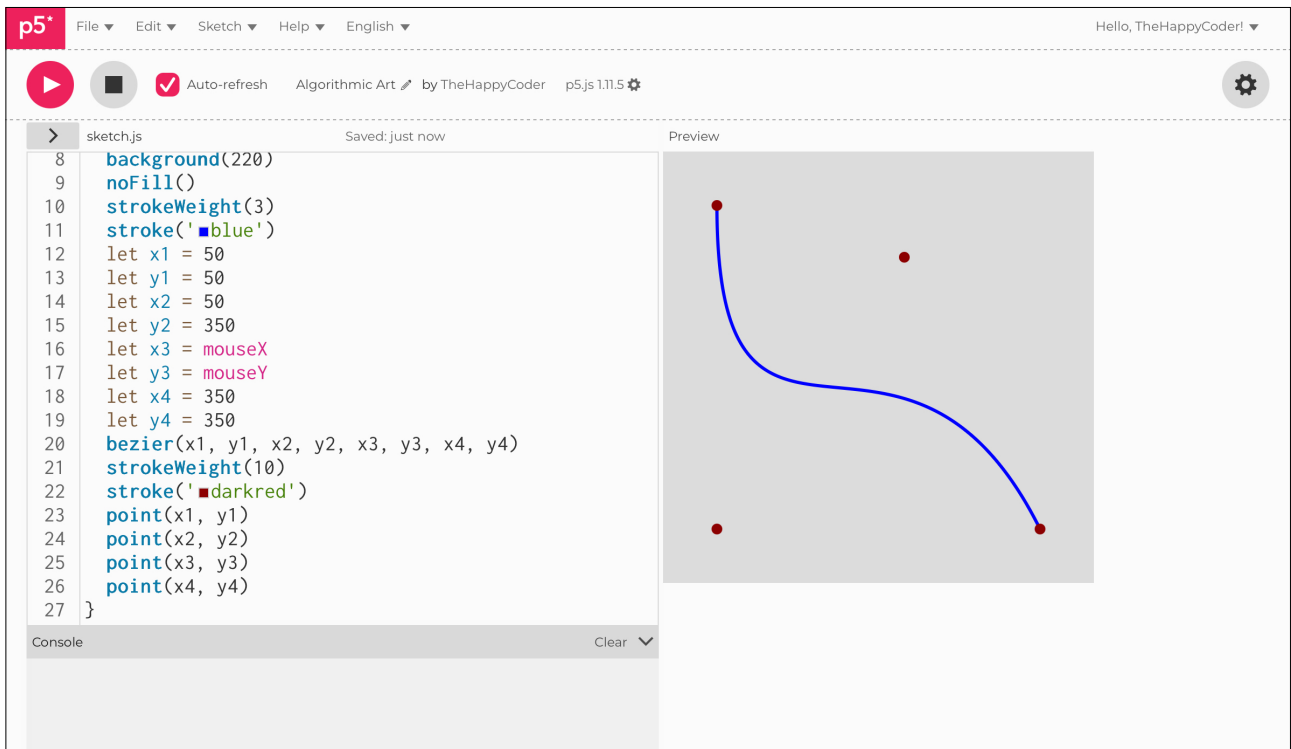 p5* File Edit Sketch Help English Hello, TheHappyCoder!
Auto-refresh Algorithmic Art by TheHappyCoder p5.js 1.11.5
sketch.js Saved: just now Preview
8 background(220)
9 noFill()
10 strokeWeight(3)
11 stroke('blue')
12 let x1 = 50
13 let y1 = 50
14 let x2 = 50
15 let y2 = 350
16 let x3 = mouseX
17 let y3 = mouseY
18 let x4 = 350
19 let y4 = 350
20 bezier(x1, y1, x2, y2, x3, y3, x4, y4)
21 strokeWeight(10)
22 stroke('darkred')
23 point(x1, y1)
24 point(x2, y2)
25 point(x3, y3)
26 point(x4, y4)
27 }
Console Clear